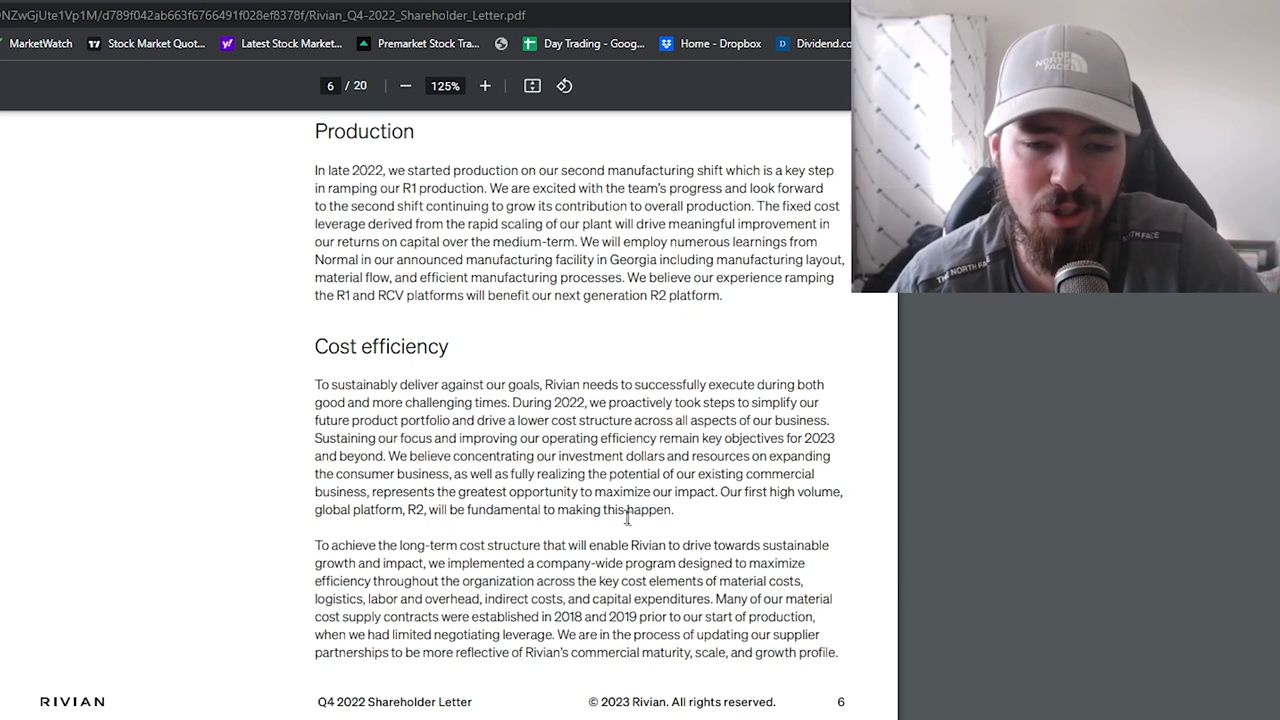 NZwGjUte1Vp1M/d789f042ab663f6766491f028ef8378f/Rivian_Q4-2022_Shareholder_Letter.pdf
MarketWatch Stock Market Quot... Latest Stock Market... Premarket Stock Tra... Day Trading - Goog... Home - Dropbox Dividend.co
6 / 20 125%
THE NORTH FACE
THE NORTH FACE
TH FACE
Production
In late 2022, we started production on our second manufacturing shift which is a key step
in ramping our R1 production. We are excited with the team's progress and look forward
to the second shift continuing to grow its contribution to overall production. The fixed cost
leverage derived from the rapid scaling of our plant will drive meaningful improvement in
our returns on capital over the medium-term. We will employ numerous learnings from
Normal in our announced manufacturing facility in Georgia including manufacturing layout,
material flow, and efficient manufacturing processes. We believe our experience ramping
the R1 and RCV platforms will benefit our next generation R2 platform.
Cost efficiency
To sustainably deliver against our goals, Rivian needs to successfully execute during both
good and more challenging times. During 2022, we proactively took steps to simplify our
future product portfolio and drive a lower cost structure across all aspects of our business.
Sustaining our focus and improving our operating efficiency remain key objectives for 2023
and beyond. We believe concentrating our investment dollars and resources on expanding
the consumer business, as well as fully realizing the potential of our existing commercial
business, represents the greatest opportunity to maximize our impact. Our first high volume,
global platform, R2, will be fundamental to making this happen.
To achieve the long-term cost structure that will enable Rivian to drive towards sustainable
growth and impact, we implemented a company-wide program designed to maximize
efficiency throughout the organization across the key cost elements of material costs,
logistics, labor and overhead, indirect costs, and capital expenditures. Many of our material
cost supply contracts were established in 2018 and 2019 prior to our start of production,
when we had limited negotiating leverage. We are in the process of updating our supplier
partnerships to be more reflective of Rivian's commercial maturity, scale, and growth profile.
RIVIAN Q4 2022 Shareholder Letter © 2023 Rivian. All rights reserved. 6